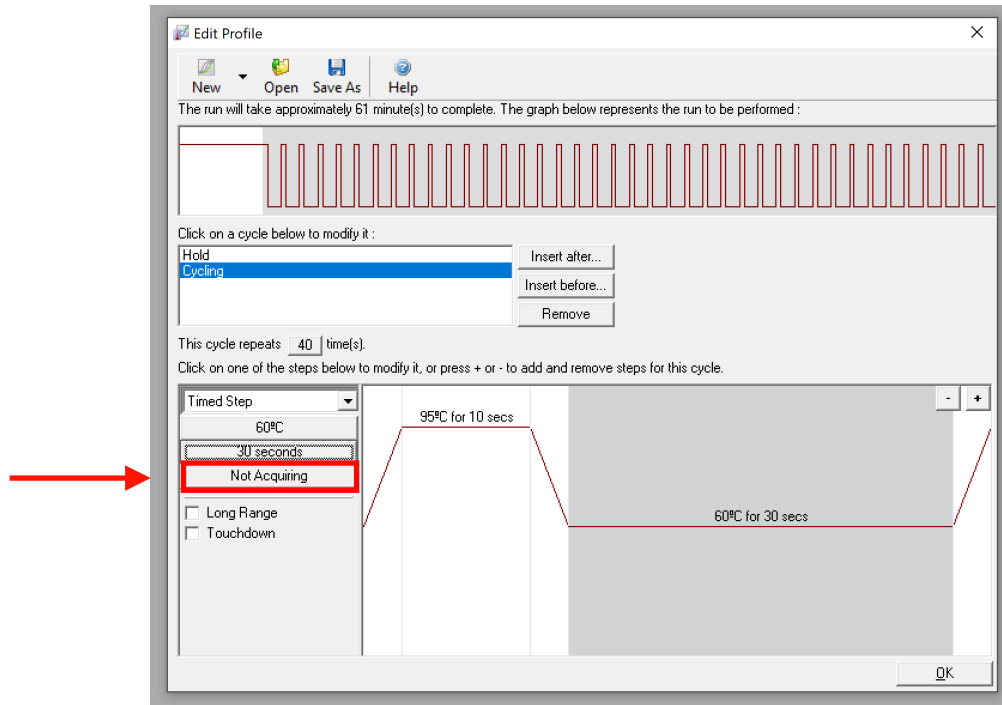 Edit Profile
New
Open
Save As
Help
The run will take approximately 61 minute(s) to complete. The graph below represents the run to be performed :
Click on a cycle below to modify it :
Hold
Cycling
Insert after...
Insert before...
Remove
This cycle repeats 40 time(s).
Click on one of the steps below to modify it, or press + or - to add and remove steps for this cycle.
Timed Step
- +
60ºC
95ºC for 10 secs
30 seconds
Not Acquiring
Long Range
60ºC for 30 secs
Touchdown
OK